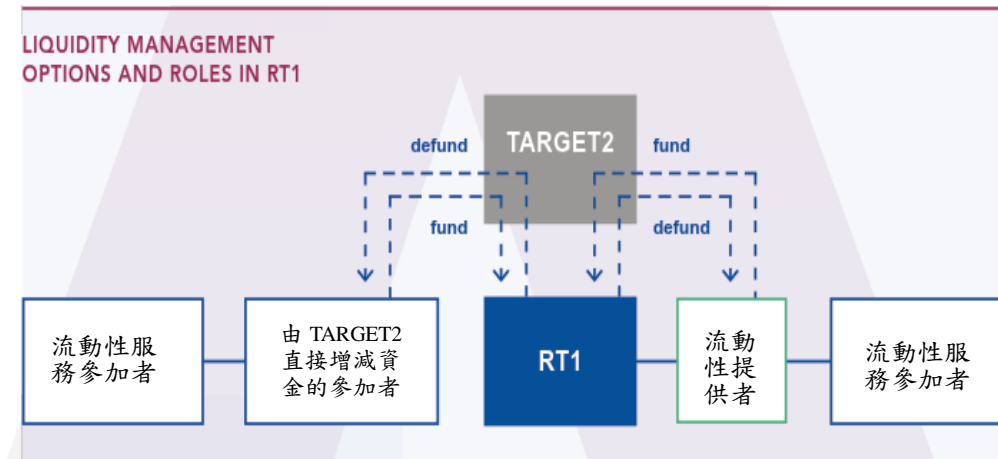 LIQUIDITY MANAGEMENT
OPTIONS AND ROLES IN RT1
TARGET2
defund
fund
fund
defund
流動性服
務參加者
由 TARGET2
直接增減資
金的參加者
RT1
流動
性提
供者
流動性服
務參加者